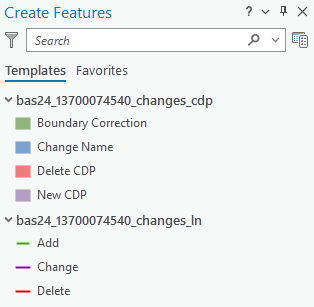 Create Features
Search
Templates Favorites
bas24_13700074540_changes_cdp
Boundary Correction
Change Name
Delete CDP
New CDP
bas24_13700074540_changes_ln
Add
Change
Delete